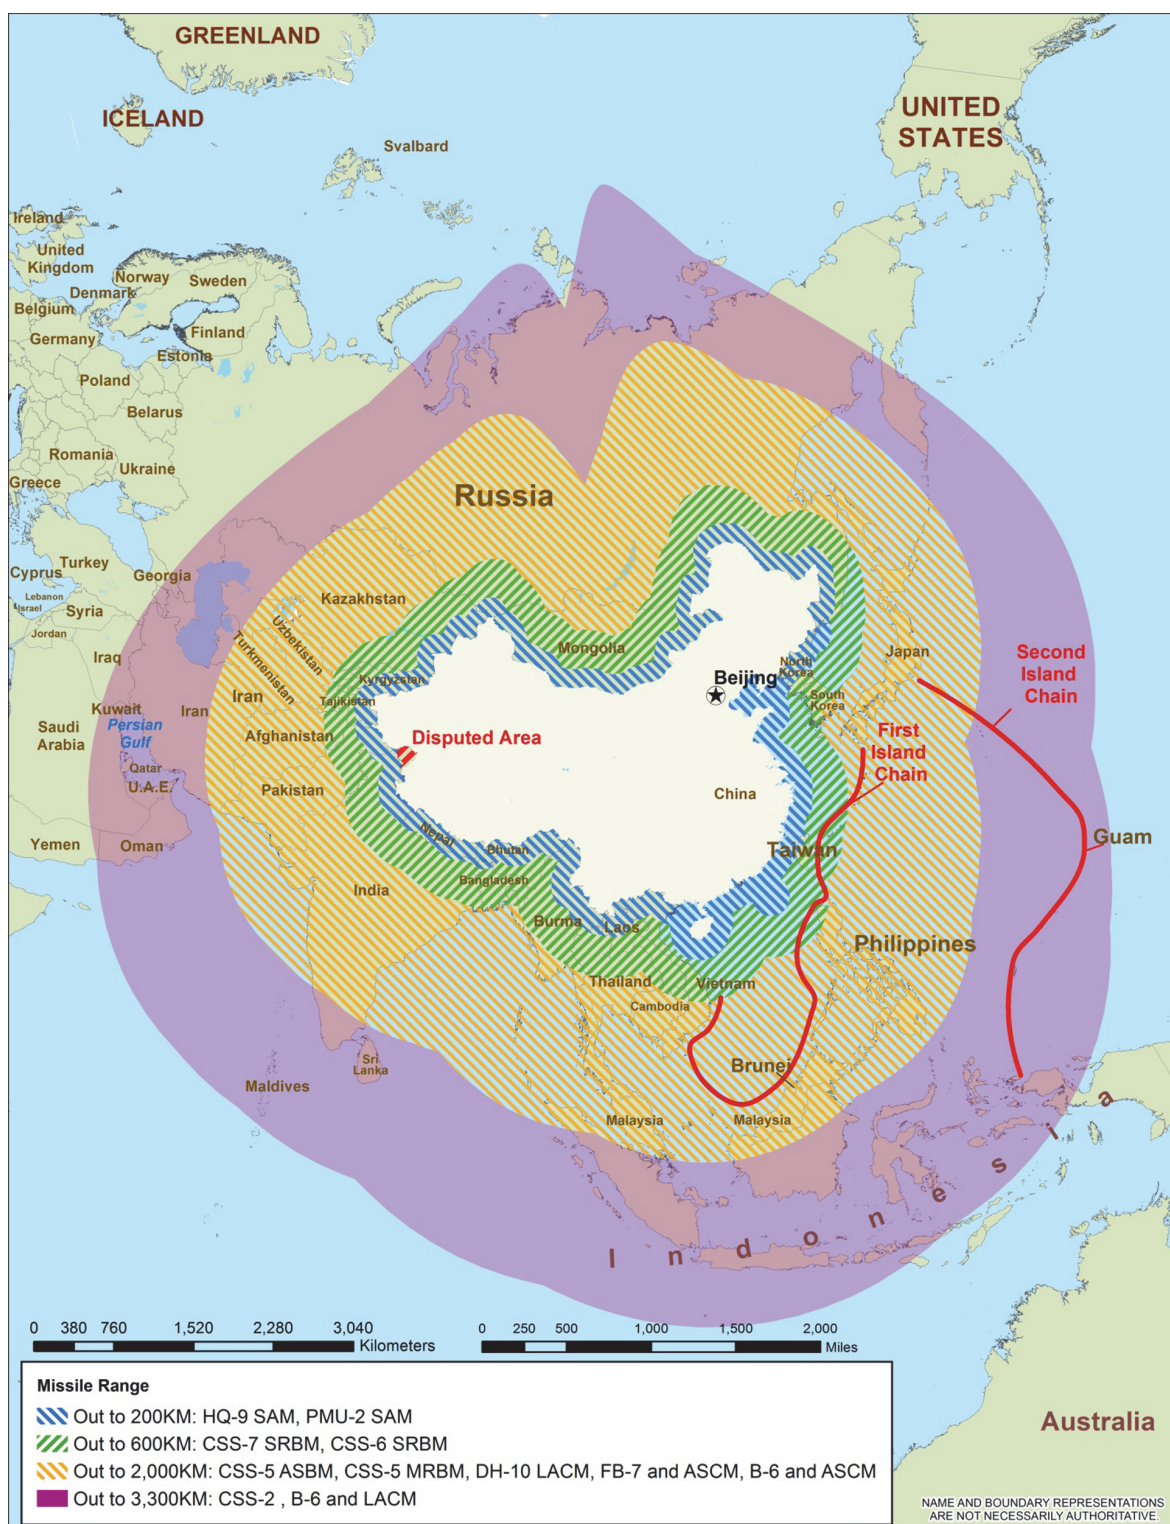 GREENLAND
ICELAND
Svalbard
UNITED
STATES
Ireland
United
Kingdom
Norway
Sweden
Denmark
Belgium
Finland
Germany
Estonia
Poland
Belarus
Romania
Ukraine
Greece
Russia
Turkey
Georgia
Cyprus
Lebanon
Israel
Syria
Jordan
Iraq
Kazakhstan
Uzbekistan
Turkmenistan
Mongolia
Kyrgyzstan
Tajikistan
Beijing
North
Korea
South
Korea
Japan
Second
Island
Chain
First
Island
Chain
Iran
Iran
Kuwait
Persian
Gulf
Saudi
Arabia
Afghanistan
Disputed Area
Qatar
U.A.E.
Pakistan
China
Yemen
Oman
Nepal
Bhutan
Taiwan
Guam
India
Bangladesh
Burma
Laos
Philippines
Thailand
Vietnam
Cambodia
Sri
Lanka
Maldives
Brunei
Malaysia
Malaysia
Indonesia
Australia
0 380 760 1,520 2,280 3,040
Kilometers
0 250 500 1,000 1,500 2,000
Miles
Missile Range
Out to 200KM: HQ-9 SAM, PMU-2 SAM
Out to 600KM: CSS-7 SRBM, CSS-6 SRBM
Out to 2,000KM: CSS-5 ASBM, CSS-5 MRBM, DH-10 LACM, FB-7 and ASCM, B-6 and ASCM
Out to 3,300KM: CSS-2 , B-6 and LACM
NAME AND BOUNDARY REPRESENTATIONS
ARE NOT NECESSARILY AUTHORITATIVE.